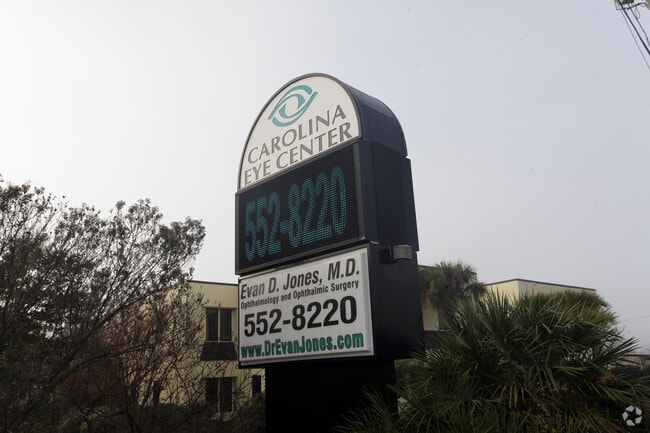 CAROLINA
EYE CENTER
552-8220
Evan D. Jones, M.D.
Ophthalmology and Ophthalmic Surgery
552-8220
www.DrEvanJones.com